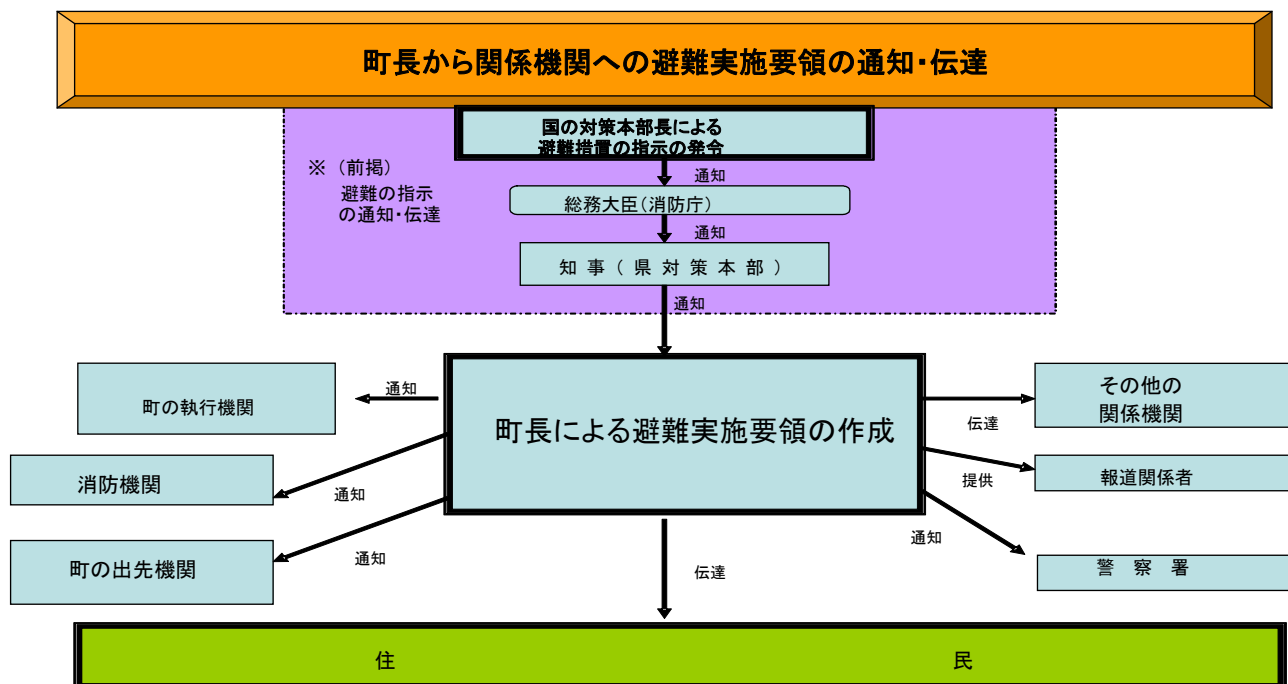 町長から関係機関への避難実施要領の通知・伝達
国の対策本部長による
避難措置の指示の発令
※（前掲）
避難の指示
の通知・伝達
通知
総務大臣（消防庁）
通知
知事（県対策本部）
通知
町の執行機関
通知
町長による避難実施要領の作成
伝達
その他の
関係機関
消防機関
通知
提供
報道関係者
町の出先機関
通知
伝達
通知
警察署
住民